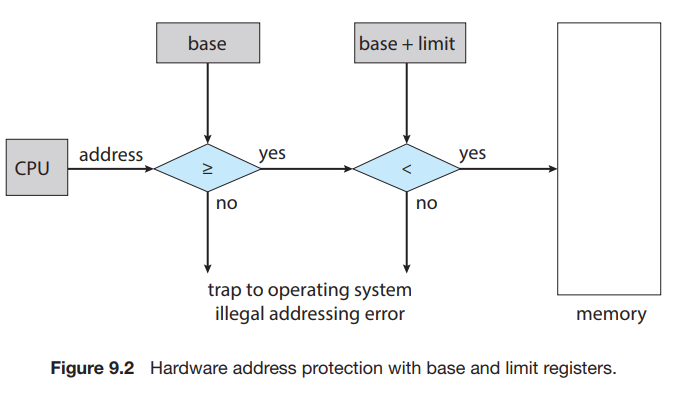 base
base + limit
CPU
address
≥
yes
<
yes
no
no
trap to operating system
illegal addressing error
memory
Figure 9.2 Hardware address protection with base and limit registers.